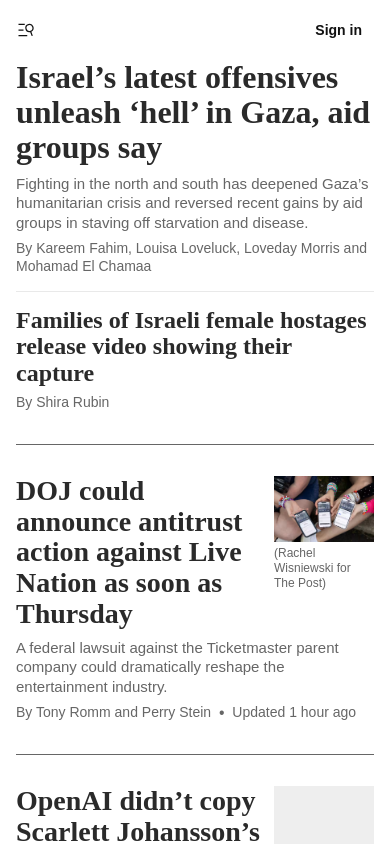 Sign in
Israel’s latest offensives
unleash ‘hell’ in Gaza, aid
groups say
Fighting in the north and south has deepened Gaza’s
humanitarian crisis and reversed recent gains by aid
groups in staving off starvation and disease.
By Kareem Fahim, Louisa Loveluck, Loveday Morris and
Mohamad El Chamaa
Families of Israeli female hostages
release video showing their
capture
By Shira Rubin
DOJ could
announce antitrust
action against Live
Nation as soon as
Thursday
(Rachel
Wisniewski for
The Post)
A federal lawsuit against the Ticketmaster parent
company could dramatically reshape the
entertainment industry.
By Tony Romm and Perry Stein • Updated 1 hour ago
OpenAI didn’t copy
Scarlett Johansson’s